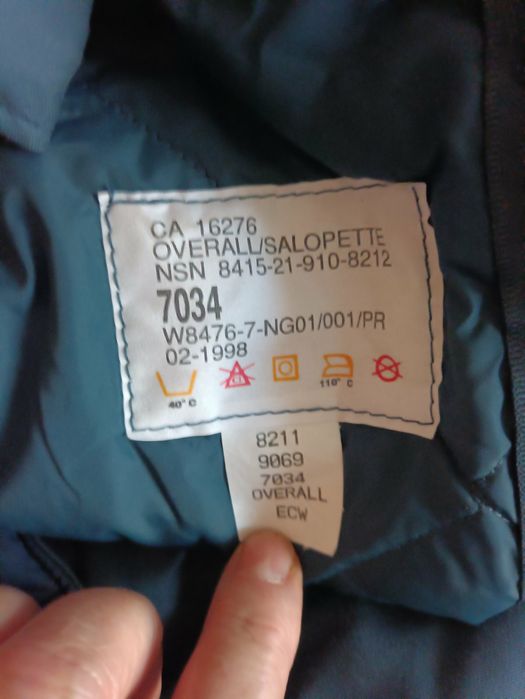 CA 16276
OVERALL/SALOPETTE
NSN 8415-21-910-8212
7034
W8476-7-NG01/001/PR
02-1998
40° C
110° C
8211
9069
7034
OVERALL
ECW